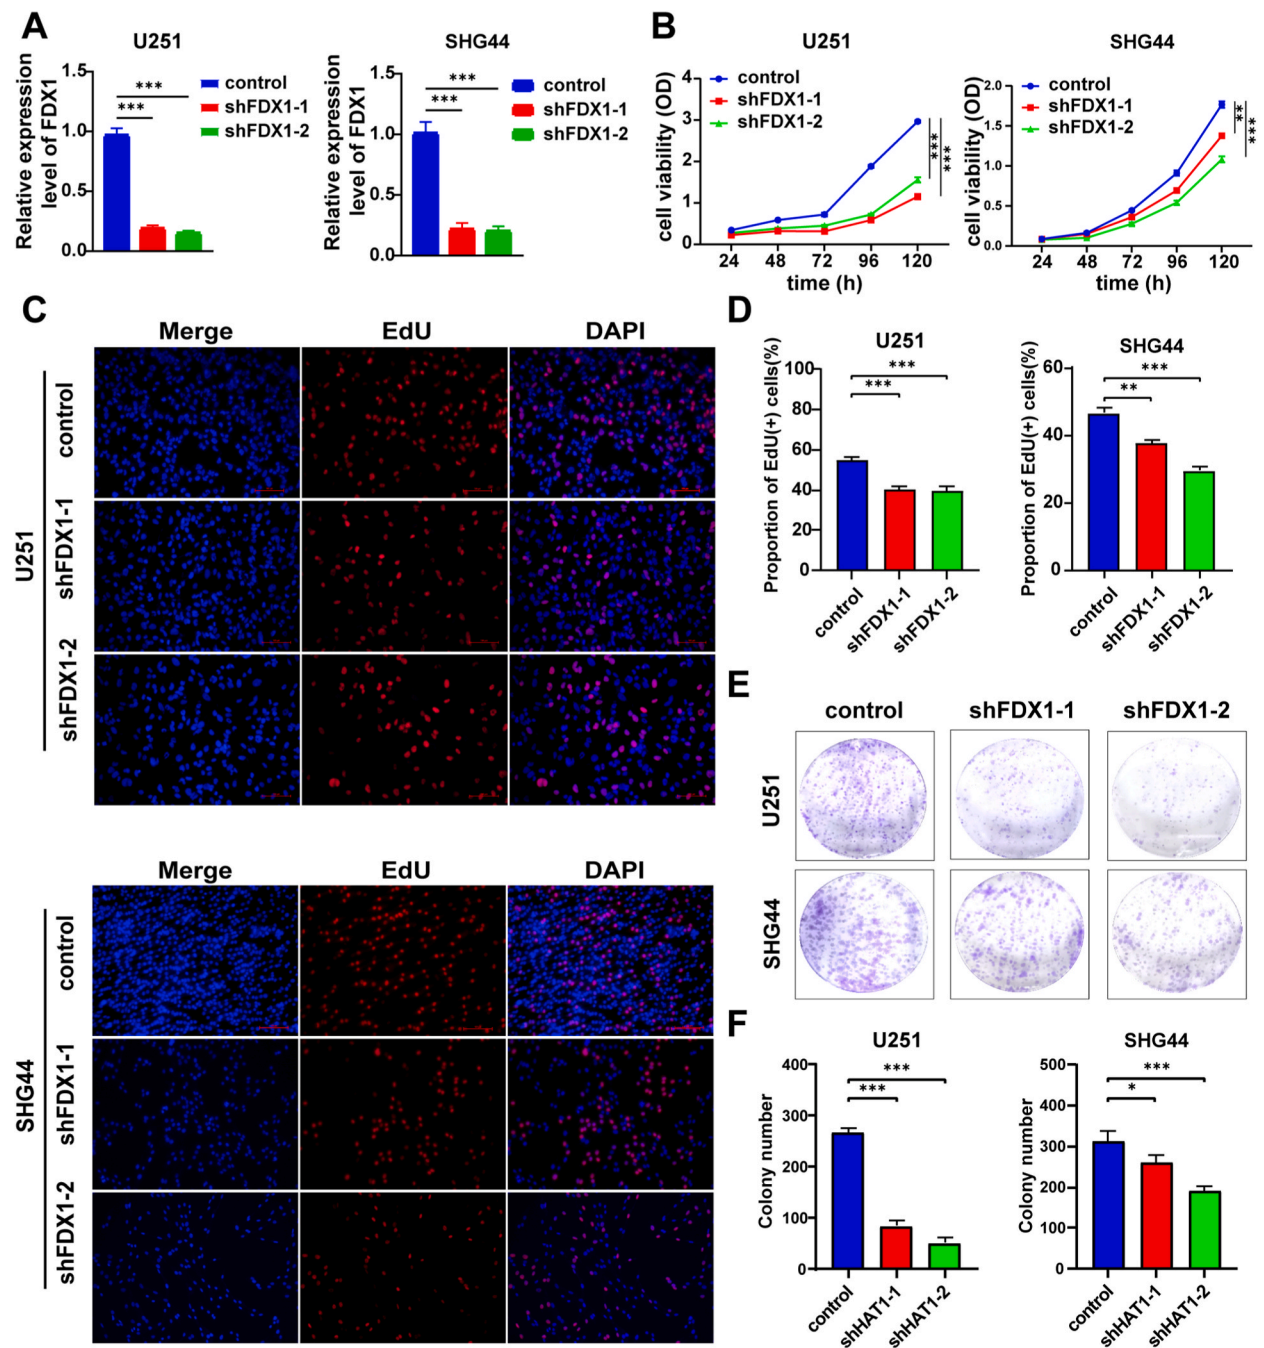 A
U251
Relative expression
level of FDX1
1.5
1.0
0.5
0.0
***
***
control
shFDX1-1
shFDX1-2
SHG44
Relative expression
level of FDX1
1.5
1.0
0.5
0.0
***
***
control
shFDX1-1
shFDX1-2
B
U251
cell viability (OD)
4
3
2
1
0
control
shFDX1-1
shFDX1-2
***
***
24 48 72 96 120
time (h)
SHG44
cell viability (OD)
2.0
1.5
1.0
0.5
0.0
control
shFDX1-1
shFDX1-2
**
***
24 48 72 96 120
time (h)
C
Merge EdU DAPI
U251
control
shFDX1-1
shFDX1-2
Merge EdU DAPI
SHG44
control
shFDX1-1
shFDX1-2
D
U251
Proportion of EdU(+) cells(%)
100
80
60
40
20
0
***
***
control
shFDX1-1
shFDX1-2
SHG44
Proportion of EdU(+) cells(%)
60
40
20
0
***
**
control
shFDX1-1
shFDX1-2
E
control shFDX1-1 shFDX1-2
U251
SHG44
F
U251
Colony number
400
300
200
100
0
***
***
control
shHAT1-1
shHAT1-2
SHG44
Colony number
500
400
300
200
100
0
***
*
control
shHAT1-1
shHAT1-2